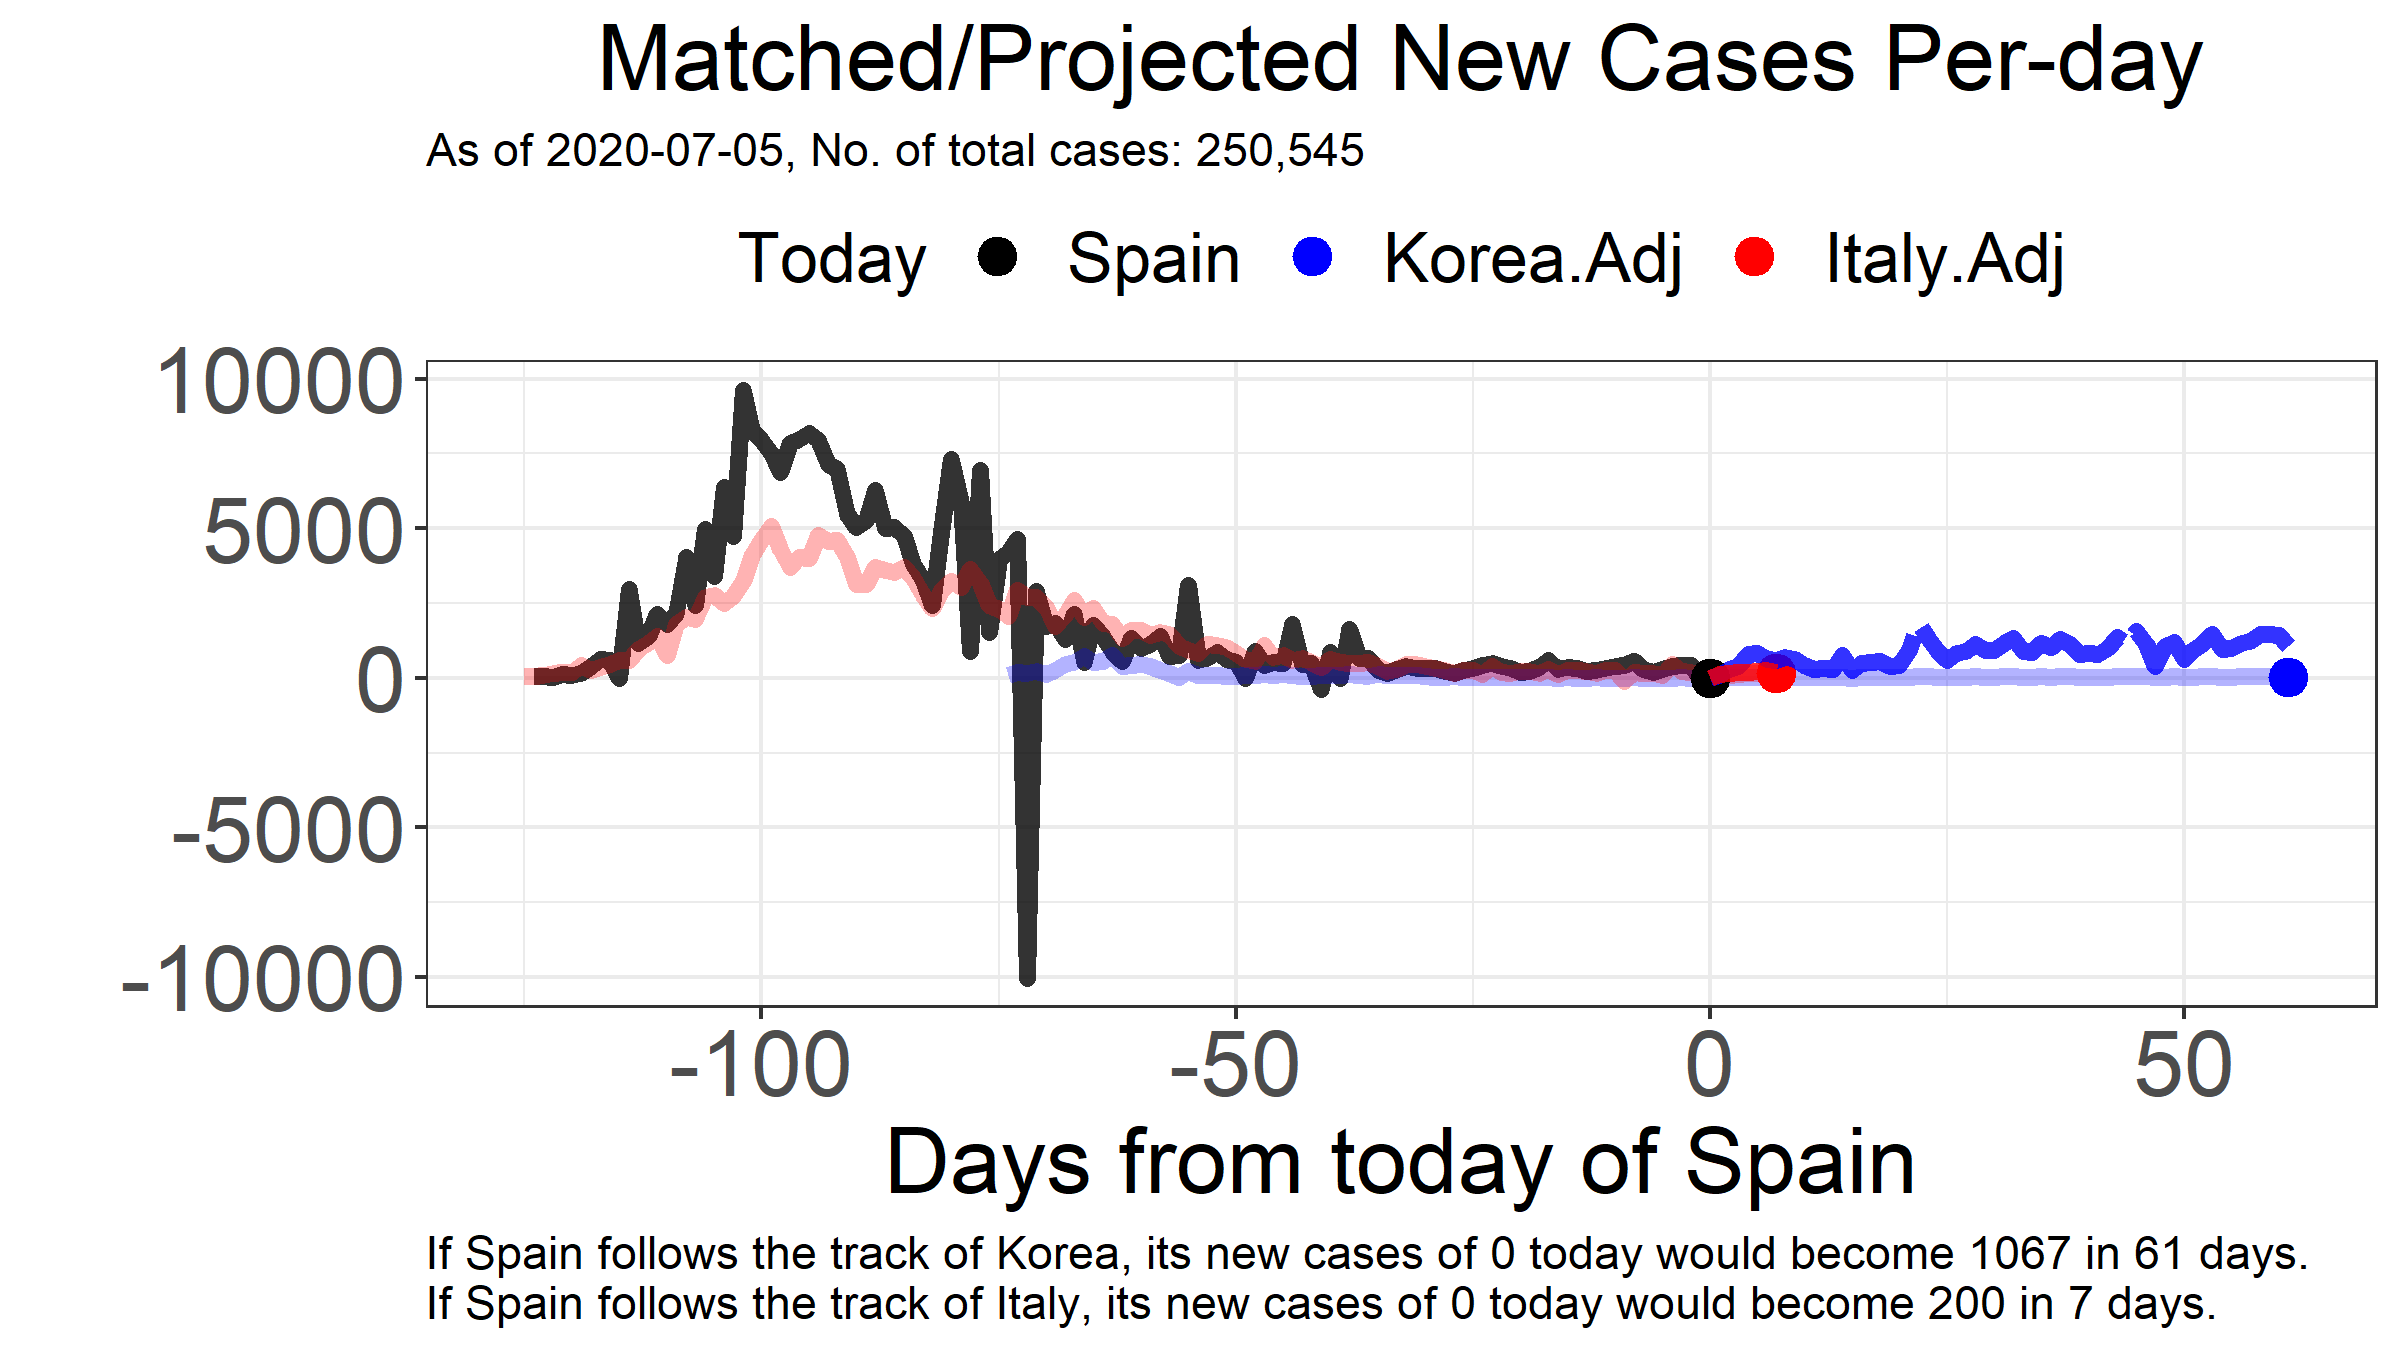 Matched/Projected New Cases Per-day
As of 2020-07-05, No. of total cases: 250,545
Today Spain Korea.Adj Italy.Adj
10000
5000
0
-5000
-10000
-100 -50 0 50
Days from today of Spain
If Spain follows the track of Korea, its new cases of 0 today would become 1067 in 61 days.
If Spain follows the track of Italy, its new cases of 0 today would become 200 in 7 days.